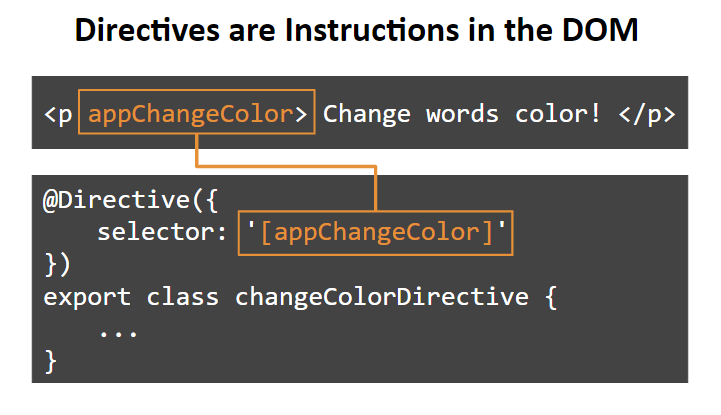 Directives are Instructions in the DOM
<p appChangeColor> Change words color! </p>
@Directive({
selector: '[appChangeColor]'
})
export class changeColorDirective {
...
}